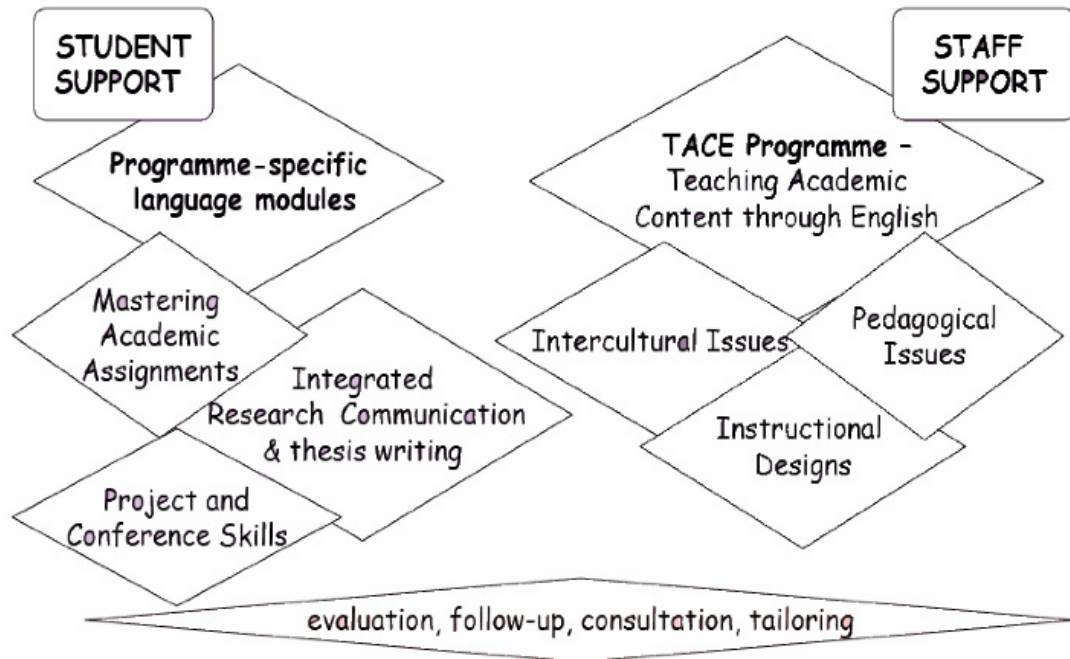 STUDENT
SUPPORT
Programme-specific
language modules
Mastering
Academic
Assignments
Integrated
Research Communication
& thesis writing
Project and
Conference Skills
STAFF
SUPPORT
TACE Programme –
Teaching Academic
Content through English
Intercultural Issues
Pedagogical
Issues
Instructional
Designs
evaluation, follow-up, consultation, tailoring